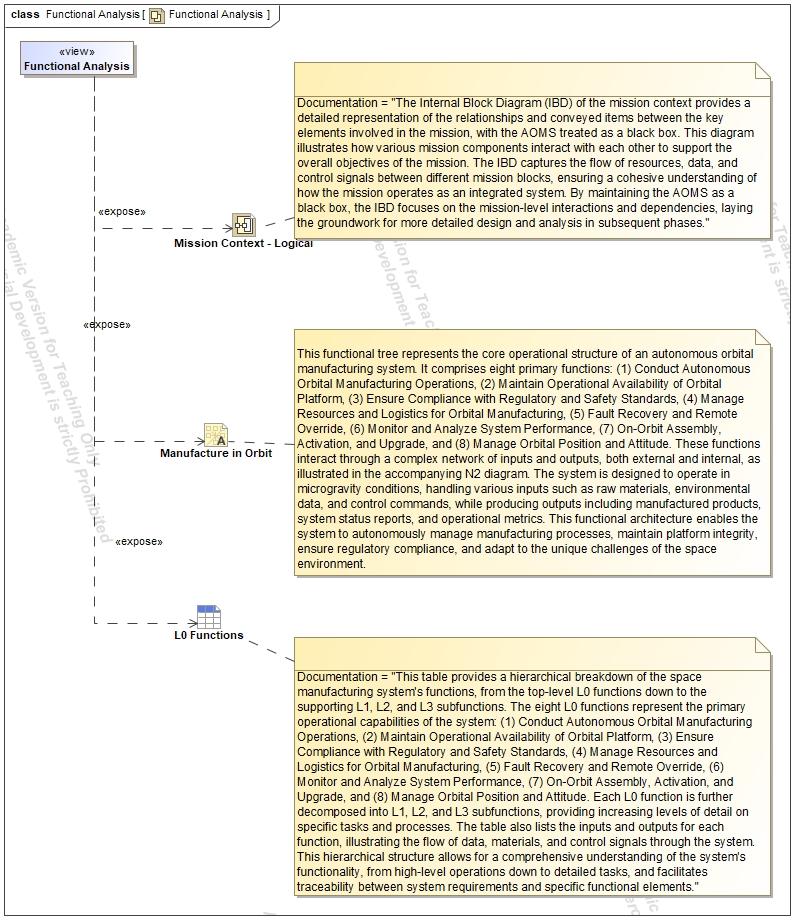 class Functional Analysis [ Functional Analysis ]
«view»
Functional Analysis
Documentation = "The Internal Block Diagram (IBD) of the mission context provides a
detailed representation of the relationships and conveyed items between the key
elements involved in the mission, with the AOMS treated as a black box. This diagram
illustrates how various mission components interact with each other to support the
overall objectives of the mission. The IBD captures the flow of resources, data, and
control signals between different mission blocks, ensuring a cohesive understanding of
how the mission operates as an integrated system. By maintaining the AOMS as a
black box, the IBD focuses on the mission-level interactions and dependencies, laying
the groundwork for more detailed design and analysis in subsequent phases."
«expose»
Mission Context - Logical
«expose»
This functional tree represents the core operational structure of an autonomous orbital
manufacturing system. It comprises eight primary functions: (1) Conduct Autonomous
Orbital Manufacturing Operations, (2) Maintain Operational Availability of Orbital
Platform, (3) Ensure Compliance with Regulatory and Safety Standards, (4) Manage
Resources and Logistics for Orbital Manufacturing, (5) Fault Recovery and Remote
Override, (6) Monitor and Analyze System Performance, (7) On-Orbit Assembly,
Activation, and Upgrade, and (8) Manage Orbital Position and Attitude. These functions
interact through a complex network of inputs and outputs, both external and internal, as
illustrated in the accompanying N2 diagram. The system is designed to operate in
microgravity conditions, handling various inputs such as raw materials, environmental
data, and control commands, while producing outputs including manufactured products,
system status reports, and operational metrics. This functional architecture enables the
system to autonomously manage manufacturing processes, maintain platform integrity,
ensure regulatory compliance, and adapt to the unique challenges of the space
environment.
Manufacture in Orbit
«expose»
L0 Functions
Documentation = "This table provides a hierarchical breakdown of the space
manufacturing system's functions, from the top-level L0 functions down to the
supporting L1, L2, and L3 subfunctions. The eight L0 functions represent the primary
operational capabilities of the system: (1) Conduct Autonomous Orbital Manufacturing
Operations, (2) Maintain Operational Availability of Orbital Platform, (3) Ensure
Compliance with Regulatory and Safety Standards, (4) Manage Resources and
Logistics for Orbital Manufacturing, (5) Fault Recovery and Remote Override, (6)
Monitor and Analyze System Performance, (7) On-Orbit Assembly, Activation, and
Upgrade, and (8) Manage Orbital Position and Attitude. Each L0 function is further
decomposed into L1, L2, and L3 subfunctions, providing increasing levels of detail on
specific tasks and processes. The table also lists the inputs and outputs for each
function, illustrating the flow of data, materials, and control signals through the system.
This hierarchical structure allows for a comprehensive understanding of the system's
functionality, from high-level operations down to detailed tasks, and facilitates
traceability between system requirements and specific functional elements."
Version for Teaching Only
Development is strictly Prohibited
for Teac
Development
for Tea
is stric